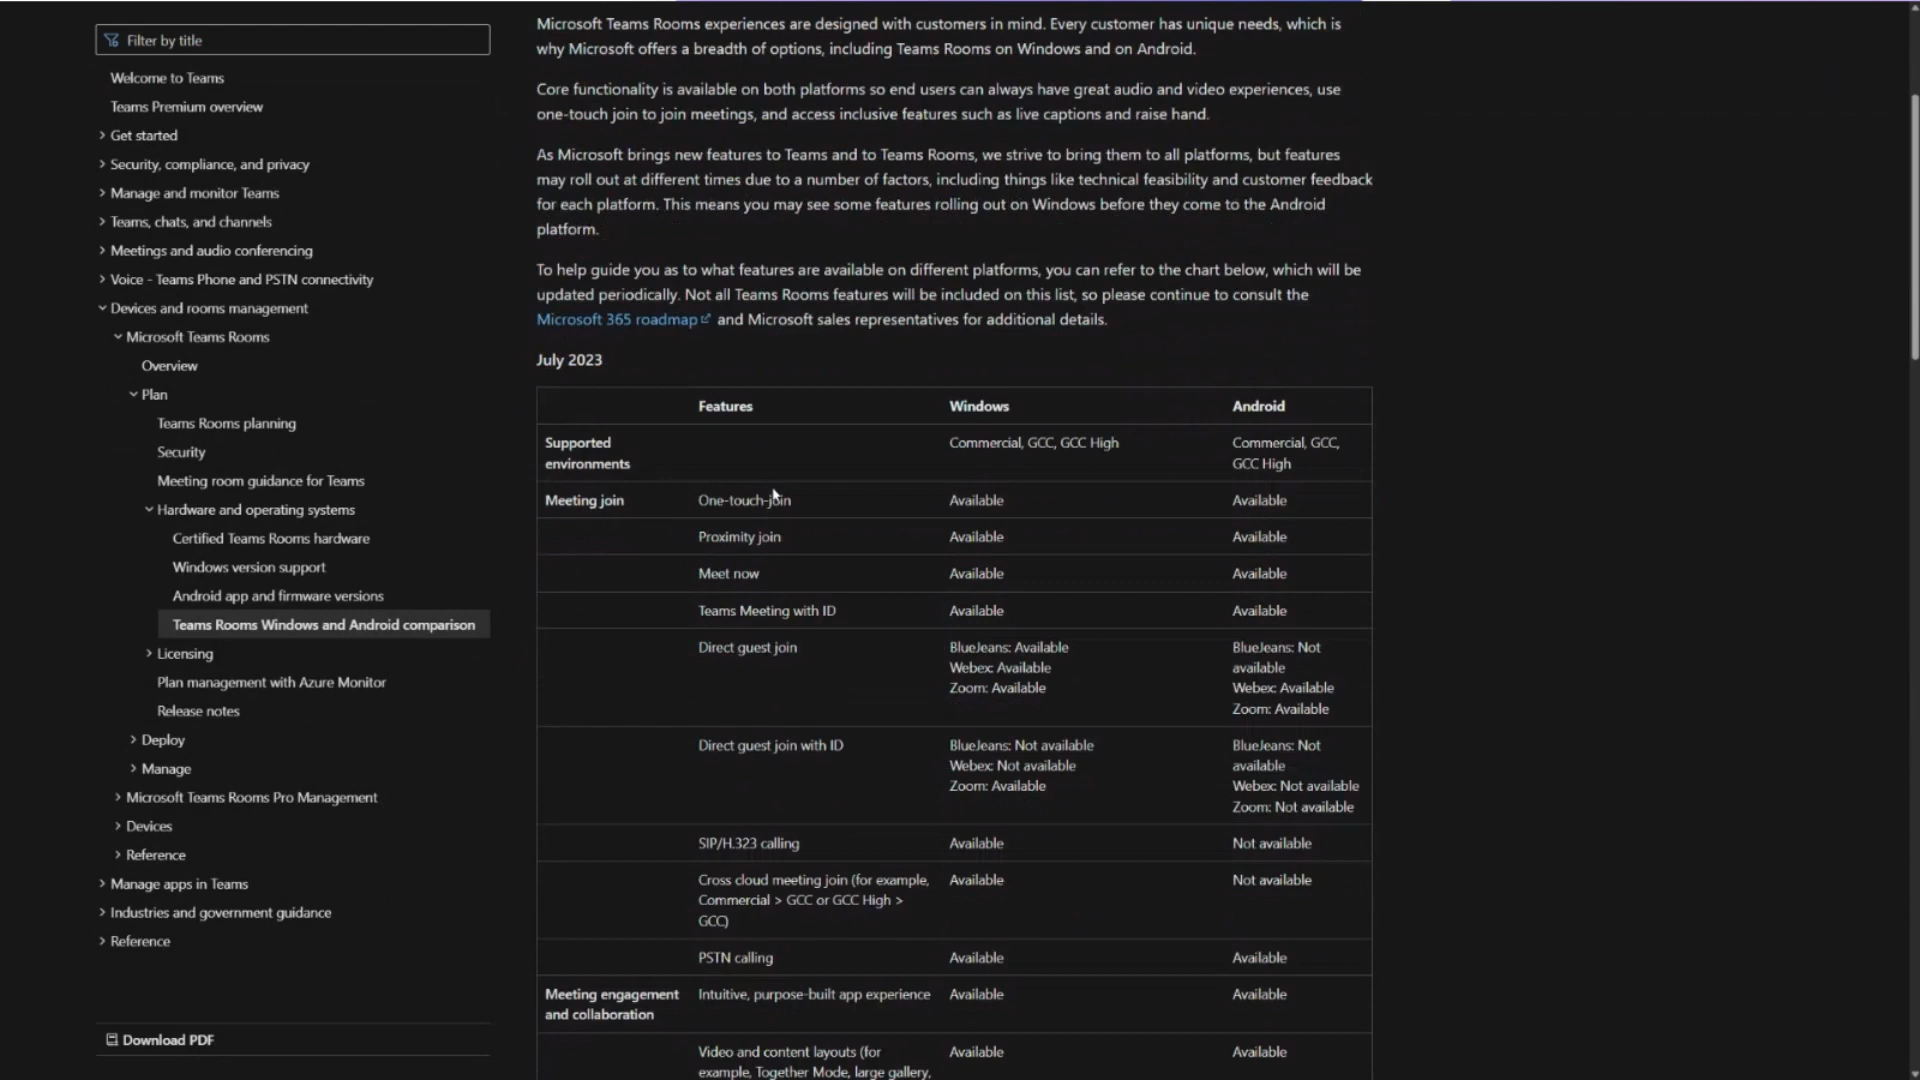 Filter by title
Welcome to Teams
Teams Premium overview
Get started
Security, compliance, and privacy
Manage and monitor Teams
Teams, chats, and channels
Meetings and audio conferencing
Voice - Teams Phone and PSTN connectivity
Devices and rooms management
Microsoft Teams Rooms
Overview
Plan
Teams Rooms planning
Security
Meeting room guidance for Teams
Hardware and operating systems
Certified Teams Rooms hardware
Windows version support
Android app and firmware versions
Teams Rooms Windows and Android comparison
Licensing
Plan management with Azure Monitor
Release notes
Deploy
Manage
Microsoft Teams Rooms Pro Management
Devices
Reference
Manage apps in Teams
Industries and government guidance
Reference
Download PDF
Microsoft Teams Rooms experiences are designed with customers in mind. Every customer has unique needs, which is
why Microsoft offers a breadth of options, including Teams Rooms on Windows and on Android.
Core functionality is available on both platforms so end users can always have great audio and video experiences, use
one-touch join to join meetings, and access inclusive features such as live captions and raise hand.
As Microsoft brings new features to Teams and to Teams Rooms, we strive to bring them to all platforms, but features
may roll out at different times due to a number of factors, including things like technical feasibility and customer feedback
for each platform. This means you may see some features rolling out on Windows before they come to the Android
platform.
To help guide you as to what features are available on different platforms, you can refer to the chart below, which will be
updated periodically. Not all Teams Rooms features will be included on this list, so please continue to consult the
Microsoft 365 roadmap and Microsoft sales representatives for additional details.
July 2023
Features Windows Android
Supported Commercial, GCC, GCC High Commercial, GCC,
environments GCC High
Meeting join One-touch-join Available Available
Proximity join Available Available
Meet now Available Available
Teams Meeting with ID Available Available
Direct guest join BlueJeans: Available BlueJeans: Not
Webex: Available available
Zoom: Available Webex: Available
Zoom: Available
Direct guest join with ID BlueJeans: Not available BlueJeans: Not
Webex: Not available available
Zoom: Available Webex: Not available
Zoom: Not available
SIP/H.323 calling Available Not available
Cross cloud meeting join (for example, Available Not available
Commercial > GCC or GCC High >
GCC)
PSTN calling Available Available
Meeting engagement Intuitive, purpose-built app experience Available Available
and collaboration
Video and content layouts (for Available Available
example, Together Mode, large gallery,